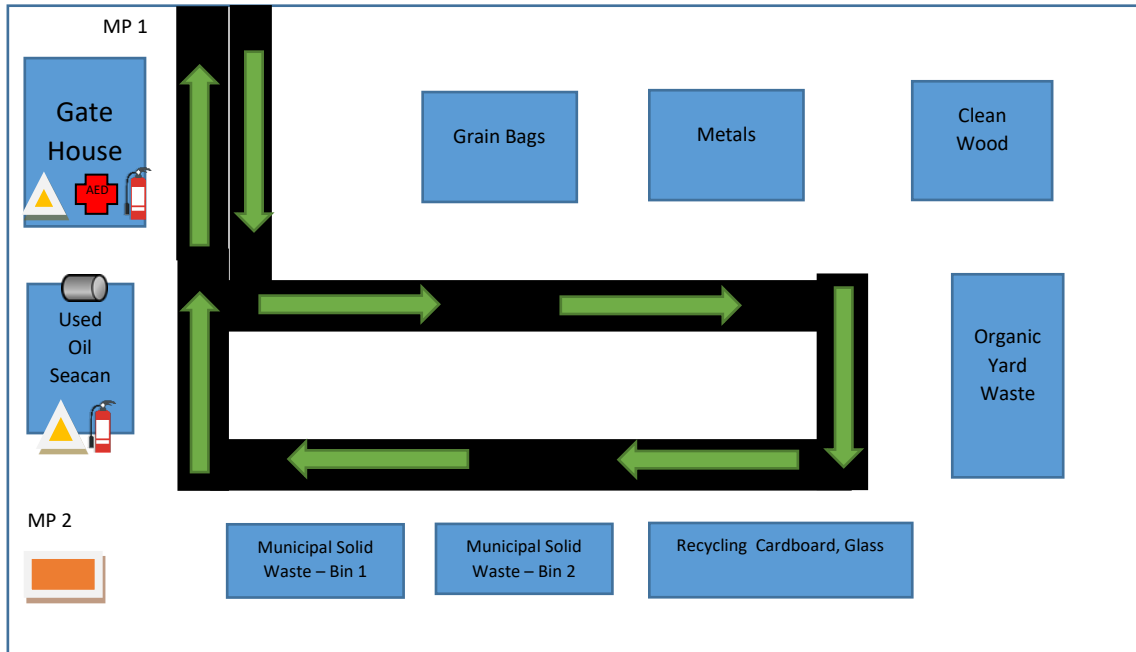 MP 1
Gate
House
AED
Grain Bags
Metals
Clean
Wood
Used
Oil
Seacan
Organic
Yard
Waste
MP 2
Municipal Solid
Waste – Bin 1
Municipal Solid
Waste – Bin 2
Recycling Cardboard, Glass